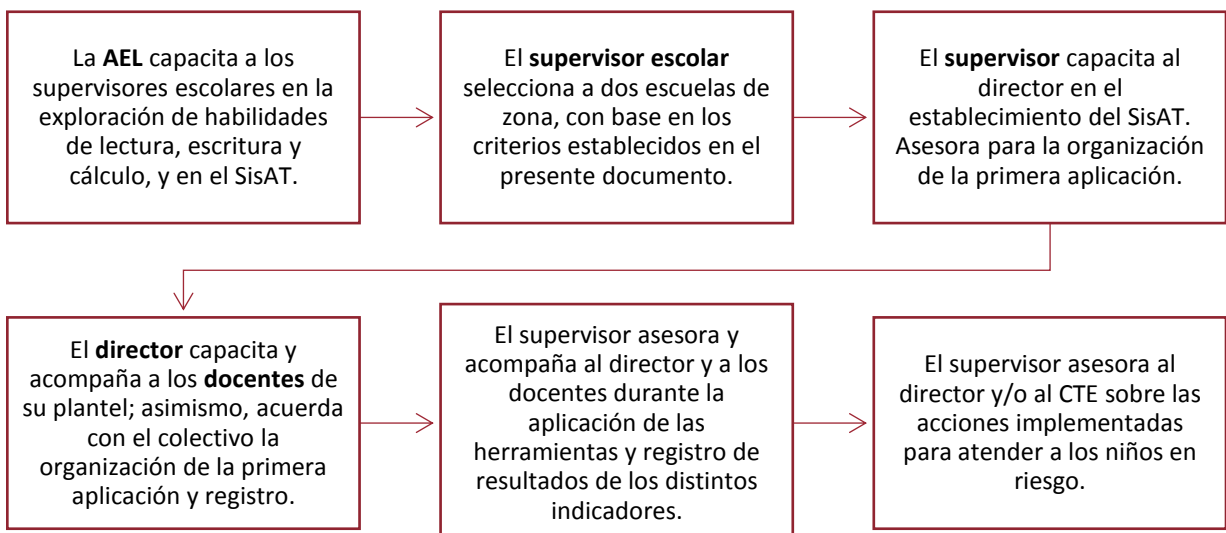 La AEL capacita a los
supervisores escolares en la
exploración de habilidades
de lectura, escritura y
cálculo, y en el SisAT.
El supervisor escolar
selecciona a dos escuelas de
zona, con base en los
criterios establecidos en el
presente documento.
El supervisor capacita al
director en el
establecimiento del SisAT.
Asesora para la organización
de la primera aplicación.
El director capacita y
acompaña a los docentes de
su plantel; asimismo, acuerda
con el colectivo la
organización de la primera
aplicación y registro.
El supervisor asesora y
acompaña al director y a los
docentes durante la
aplicación de las
herramientas y registro de
resultados de los distintos
indicadores.
El supervisor asesora al
director y/o al CTE sobre las
acciones implementadas
para atender a los niños en
riesgo.